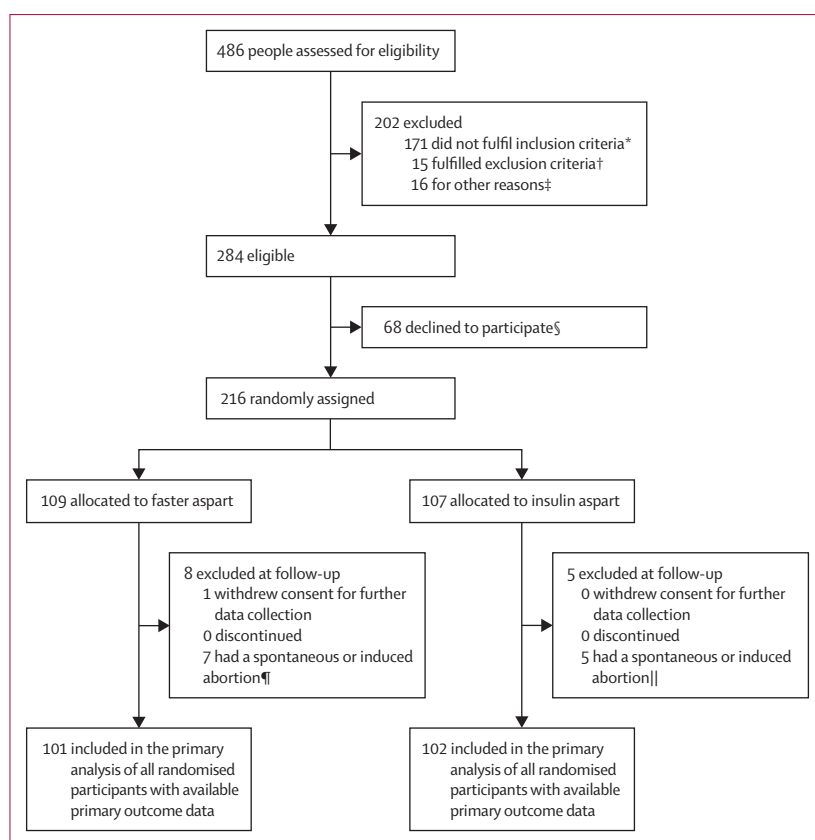 486 people assessed for eligibility
202 excluded
171 did not fulfil inclusion criteria*
15 fulfilled exclusion criteria†
16 for other reasons‡
284 eligible
68 declined to participate§
216 randomly assigned
109 allocated to faster aspart
107 allocated to insulin aspart
8 excluded at follow-up
1 withdrew consent for further
data collection
0 discontinued
7 had a spontaneous or induced
abortion¶
5 excluded at follow-up
0 withdrew consent for further
data collection
0 discontinued
5 had a spontaneous or induced
abortion||
101 included in the primary
analysis of all randomised
participants with available
primary outcome data
102 included in the primary
analysis of all randomised
participants with available
primary outcome data